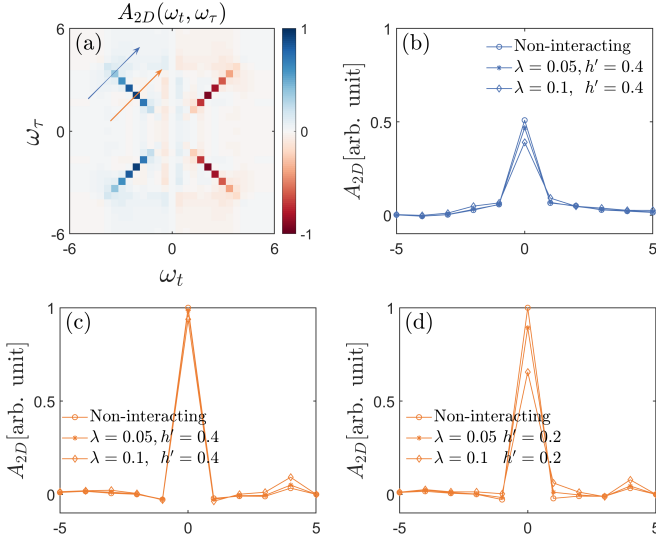 A_{2D}(ω_t, ω_τ)
(a)
6
0
-6
ω_τ
-6 0 6
ω_t
1
0
-1
(b)
Non-interacting
λ = 0.05, h′ = 0.4
λ = 0.1, h′ = 0.4
1
0.5
0
A_{2D}[arb. unit]
-5 0 5
(c)
1
0.5
0
A_{2D}[arb. unit]
Non-interacting
λ = 0.05, h′ = 0.4
λ = 0.1, h′ = 0.4
-5 0 5
(d)
1
0.5
0
A_{2D}[arb. unit]
Non-interacting
λ = 0.05 h′ = 0.2
λ = 0.1 h′ = 0.2
-5 0 5